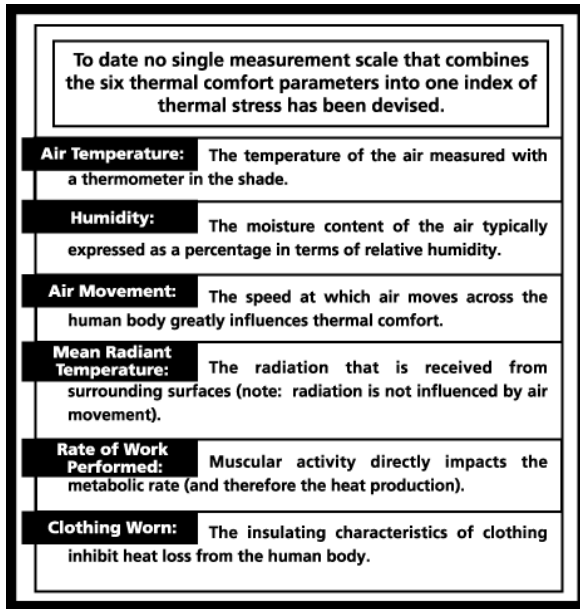 To date no single measurement scale that combines
the six thermal comfort parameters into one index of
thermal stress has been devised.
Air Temperature: The temperature of the air measured with
a thermometer in the shade.
Humidity: The moisture content of the air typically
expressed as a percentage in terms of relative humidity.
Air Movement: The speed at which air moves across the
human body greatly influences thermal comfort.
Mean Radiant
Temperature: The radiation that is received from
surrounding surfaces (note: radiation is not influenced by air
movement).
Rate of Work
Performed: Muscular activity directly impacts the
metabolic rate (and therefore the heat production).
Clothing Worn: The insulating characteristics of clothing
inhibit heat loss from the human body.